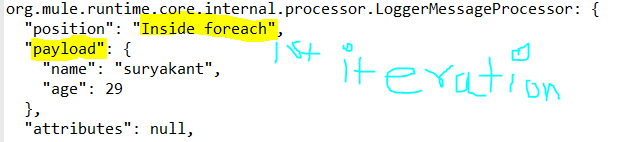 org.mule.runtime.core.internal.processor.LoggerMessageProcessor: {
"position": "Inside foreach",
"payload": {
"name": "suryakant",
"age": 29
},
"attributes": null,
1st iteration